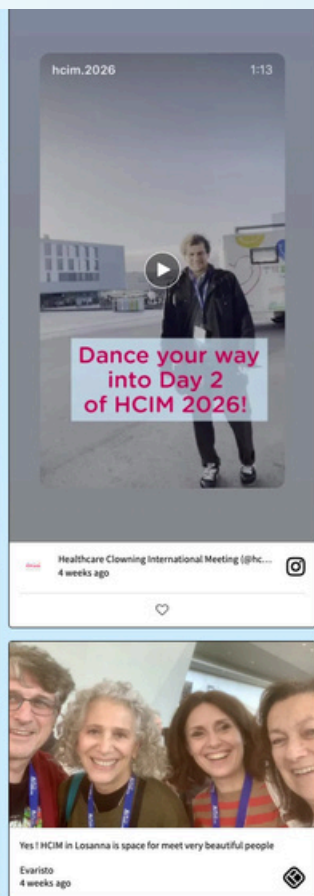 hcim.2026 1:13
Dance your way
into Day 2
of HCIM 2026!
Healthcare Clowning International Meeting (@hc...
4 weeks ago
Yes ! HCIM in Losanna is space for meet very beautiful people
Evaristo
4 weeks ago